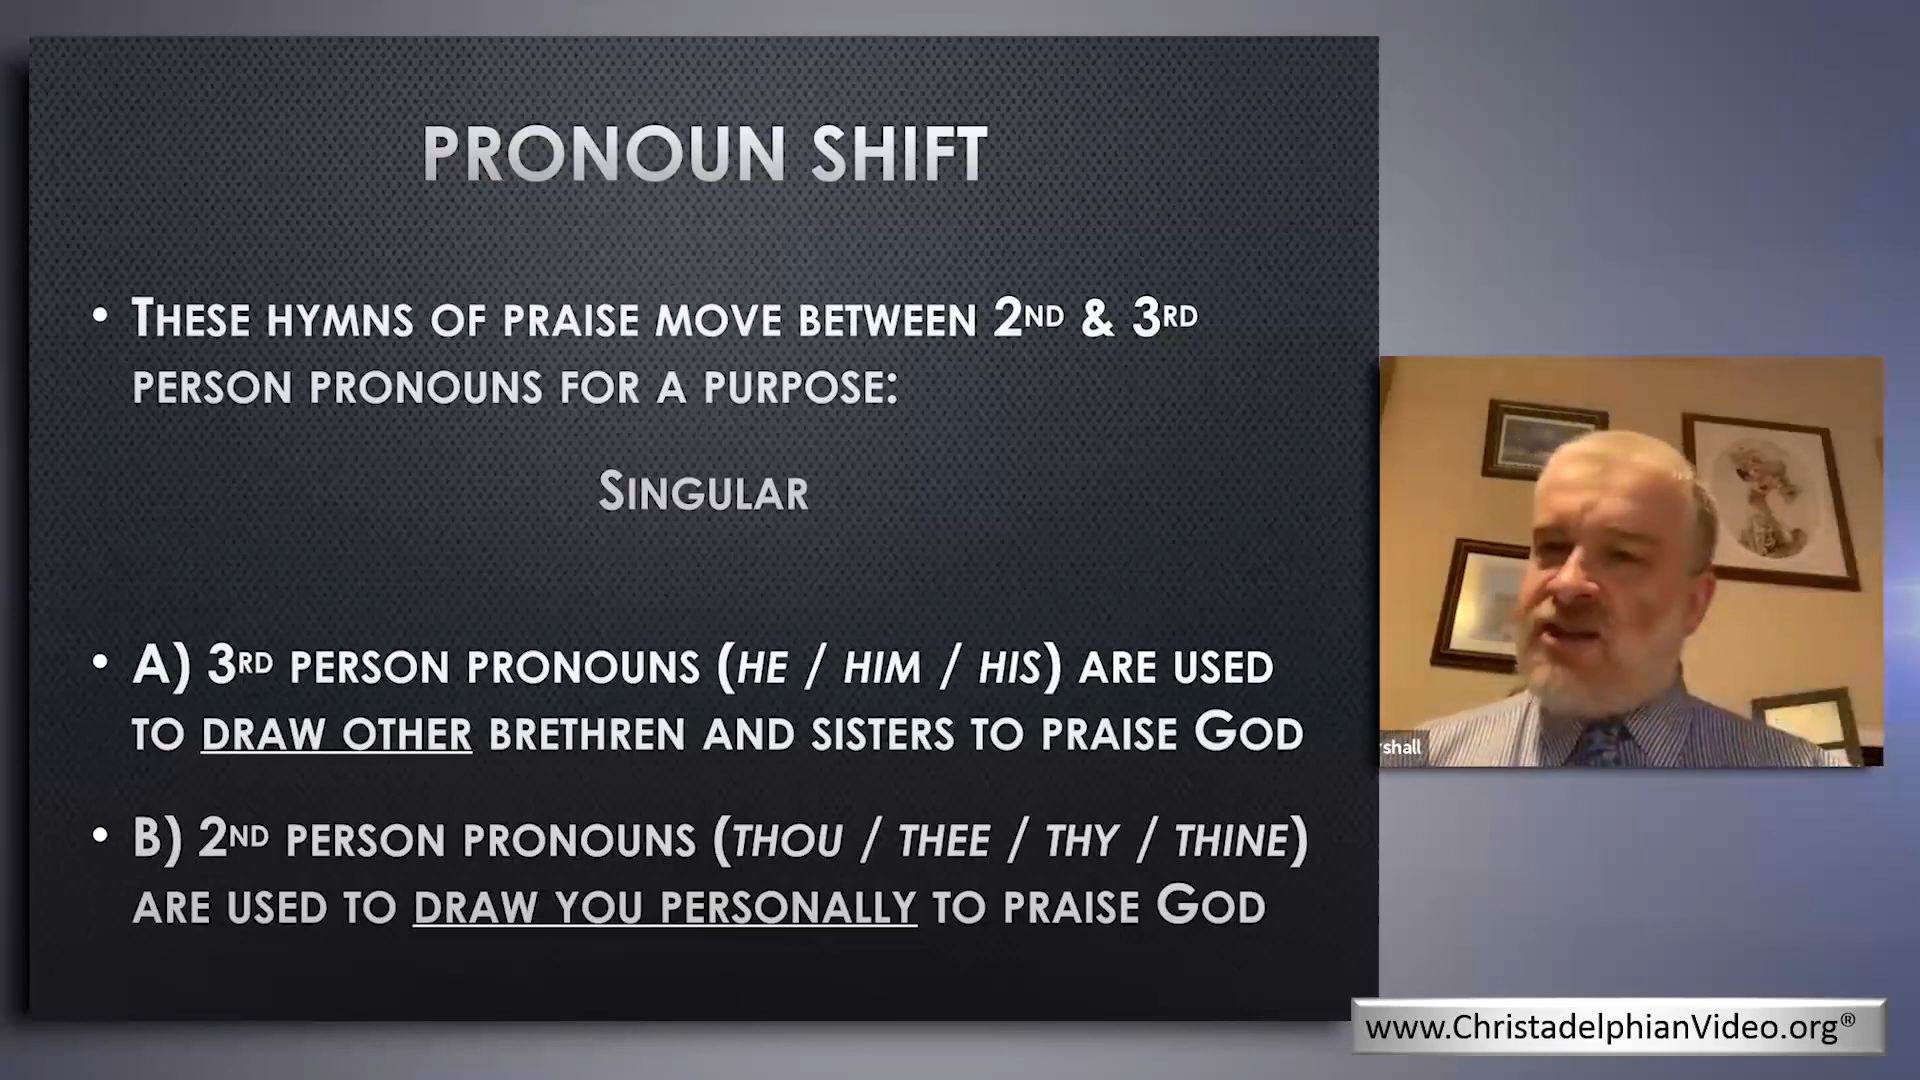 PRONOUN SHIFT
• THESE HYMNS OF PRAISE MOVE BETWEEN 2ND & 3RD
PERSON PRONOUNS FOR A PURPOSE:
SINGULAR
• A) 3RD PERSON PRONOUNS (HE / HIM / HIS) ARE USED
TO DRAW OTHER BRETHREN AND SISTERS TO PRAISE GOD
• B) 2ND PERSON PRONOUNS (THOU / THEE / THY / THINE)
ARE USED TO DRAW YOU PERSONALLY TO PRAISE GOD
shall
www.ChristadelphianVideo.org®